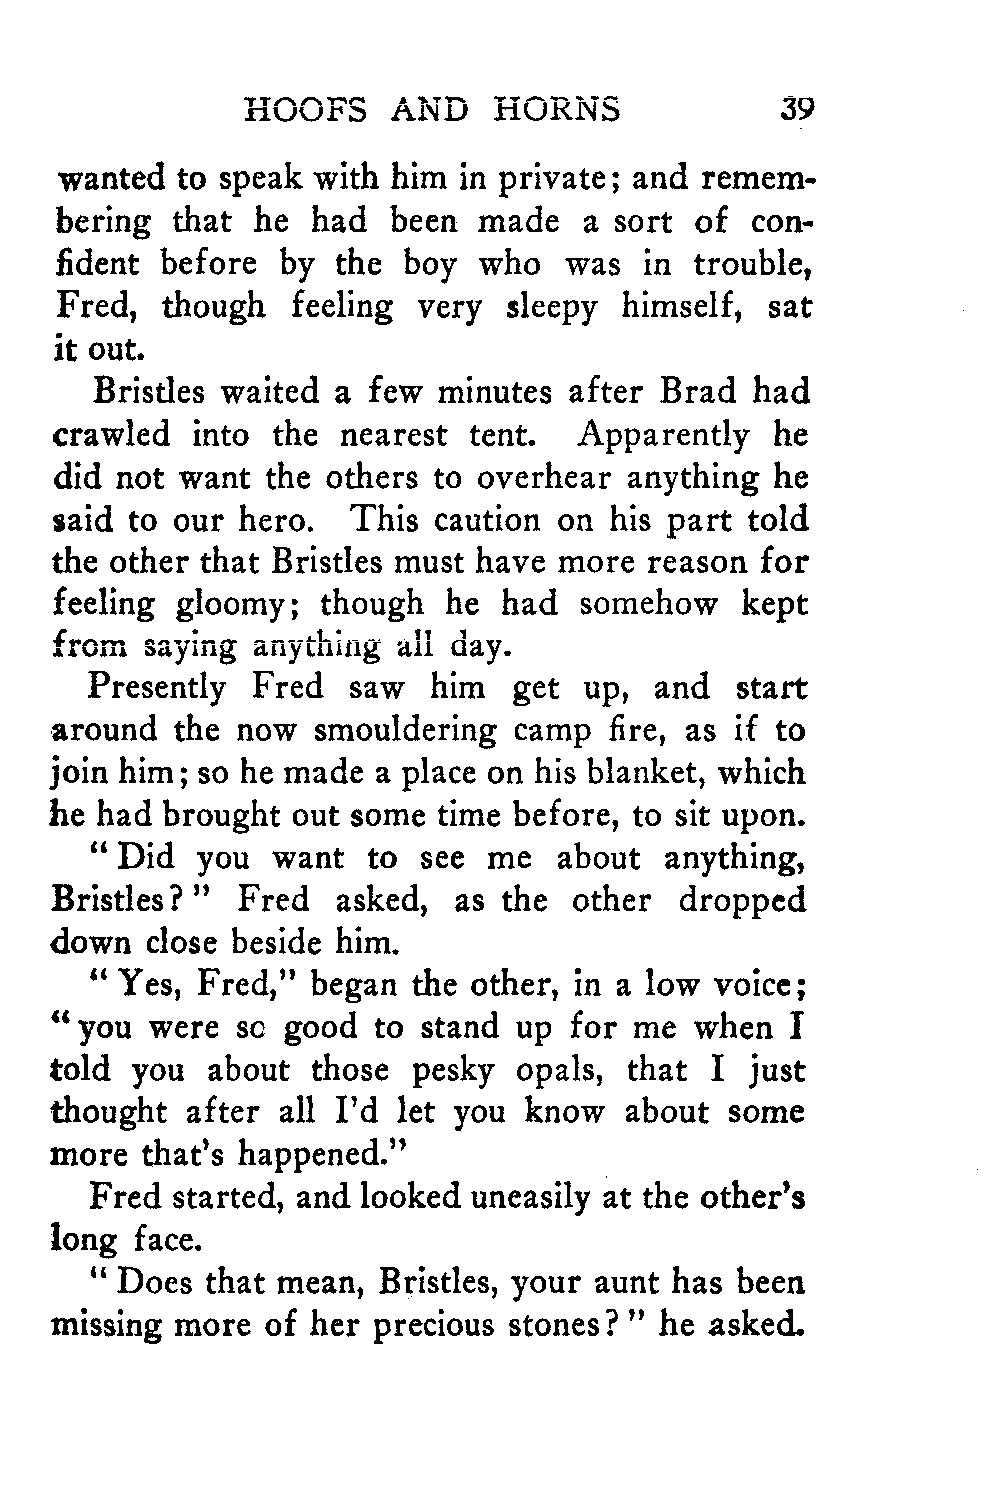 HOOFS AND HORNS 39
wanted to speak with him in private; and remem-
bering that he had been made a sort of con-
fident before by the boy who was in trouble,
Fred, though feeling very sleepy himself, sat
it out.
Bristles waited a few minutes after Brad had
crawled into the nearest tent. Apparently he
did not want the others to overhear anything he
said to our hero. This caution on his part told
the other that Bristles must have more reason for
feeling gloomy; though he had somehow kept
from saying anything all day.
Presently Fred saw him get up, and start
around the now smouldering camp fire, as if to
join him; so he made a place on his blanket, which
he had brought out some time before, to sit upon.
" Did you want to see me about anything,
Bristles? " Fred asked, as the other dropped
down close beside him.
" Yes, Fred," began the other, in a low voice;
" you were so good to stand up for me when I
told you about those pesky opals, that I just
thought after all I'd let you know about some
more that's happened."
Fred started, and looked uneasily at the other's
long face.
" Does that mean, Bristles, your aunt has been
missing more of her precious stones? " he asked.